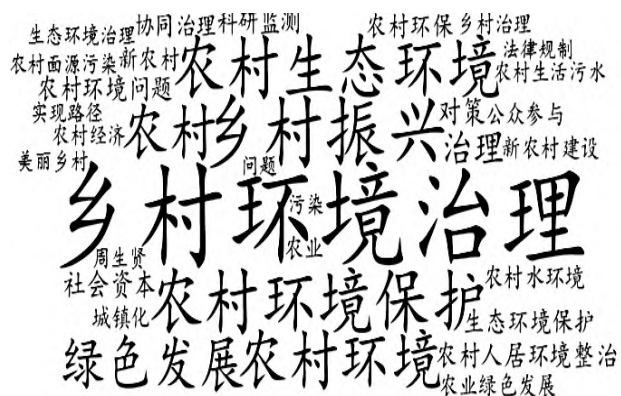 生态环境治理 协同治理 科研监测 农村环保 乡村治理
农村面源污染 新农村 农村生态环境 法律规制
农村环境问题 农村生活污水
实现路径 农村 乡村振兴 对策 公众参与
农村经济 治理 新农村建设
美丽乡村 问题
乡村环境治理
污染
农业
周生贤
社会资本 农村环境保护 农村水环境
城镇化 生态环境保护
绿色发展 农村环境 农村人居环境整治
农业绿色发展